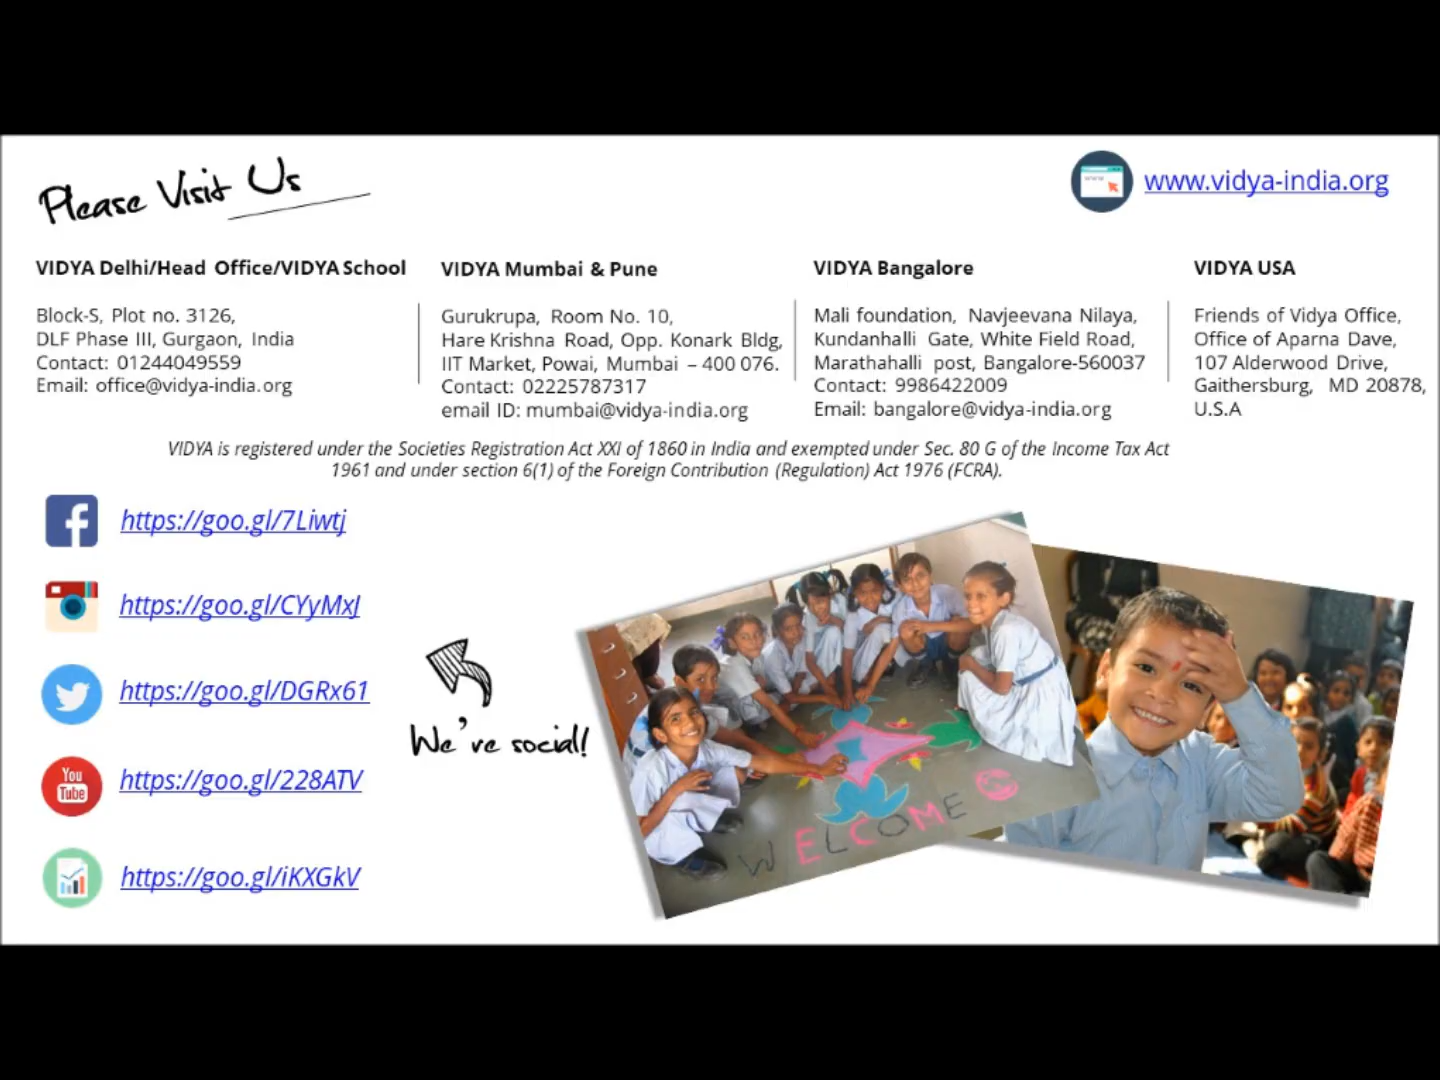 Please Visit Us
www.vidya-india.org
VIDYA Delhi/Head Office/VIDYA School
Block-S, Plot no. 3126,
DLF Phase III, Gurgaon, India
Contact: 01244049559
Email: office@vidya-india.org
VIDYA Mumbai & Pune
Gurukrupa, Room No. 10,
Hare Krishna Road, Opp. Konark Bldg,
IIT Market, Powai, Mumbai – 400 076.
Contact: 02225787317
email ID: mumbai@vidya-india.org
VIDYA Bangalore
Mali foundation, Navjeevana Nilaya,
Kundanhalli Gate, White Field Road,
Marathahalli post, Bangalore-560037
Contact: 9986422009
Email: bangalore@vidya-india.org
VIDYA USA
Friends of Vidya Office,
Office of Aparna Dave,
107 Alderwood Drive,
Gaithersburg, MD 20878,
U.S.A
VIDYA is registered under the Societies Registration Act XXI of 1860 in India and exempted under Sec. 80 G of the Income Tax Act
1961 and under section 6(1) of the Foreign Contribution (Regulation) Act 1976 (FCRA).
https://goo.gl/7Liwtj
https://goo.gl/CYyMxJ
https://goo.gl/DGRx61
You
Tube
https://goo.gl/228ATV
https://goo.gl/iKXGkV
We've social!
WELCOME